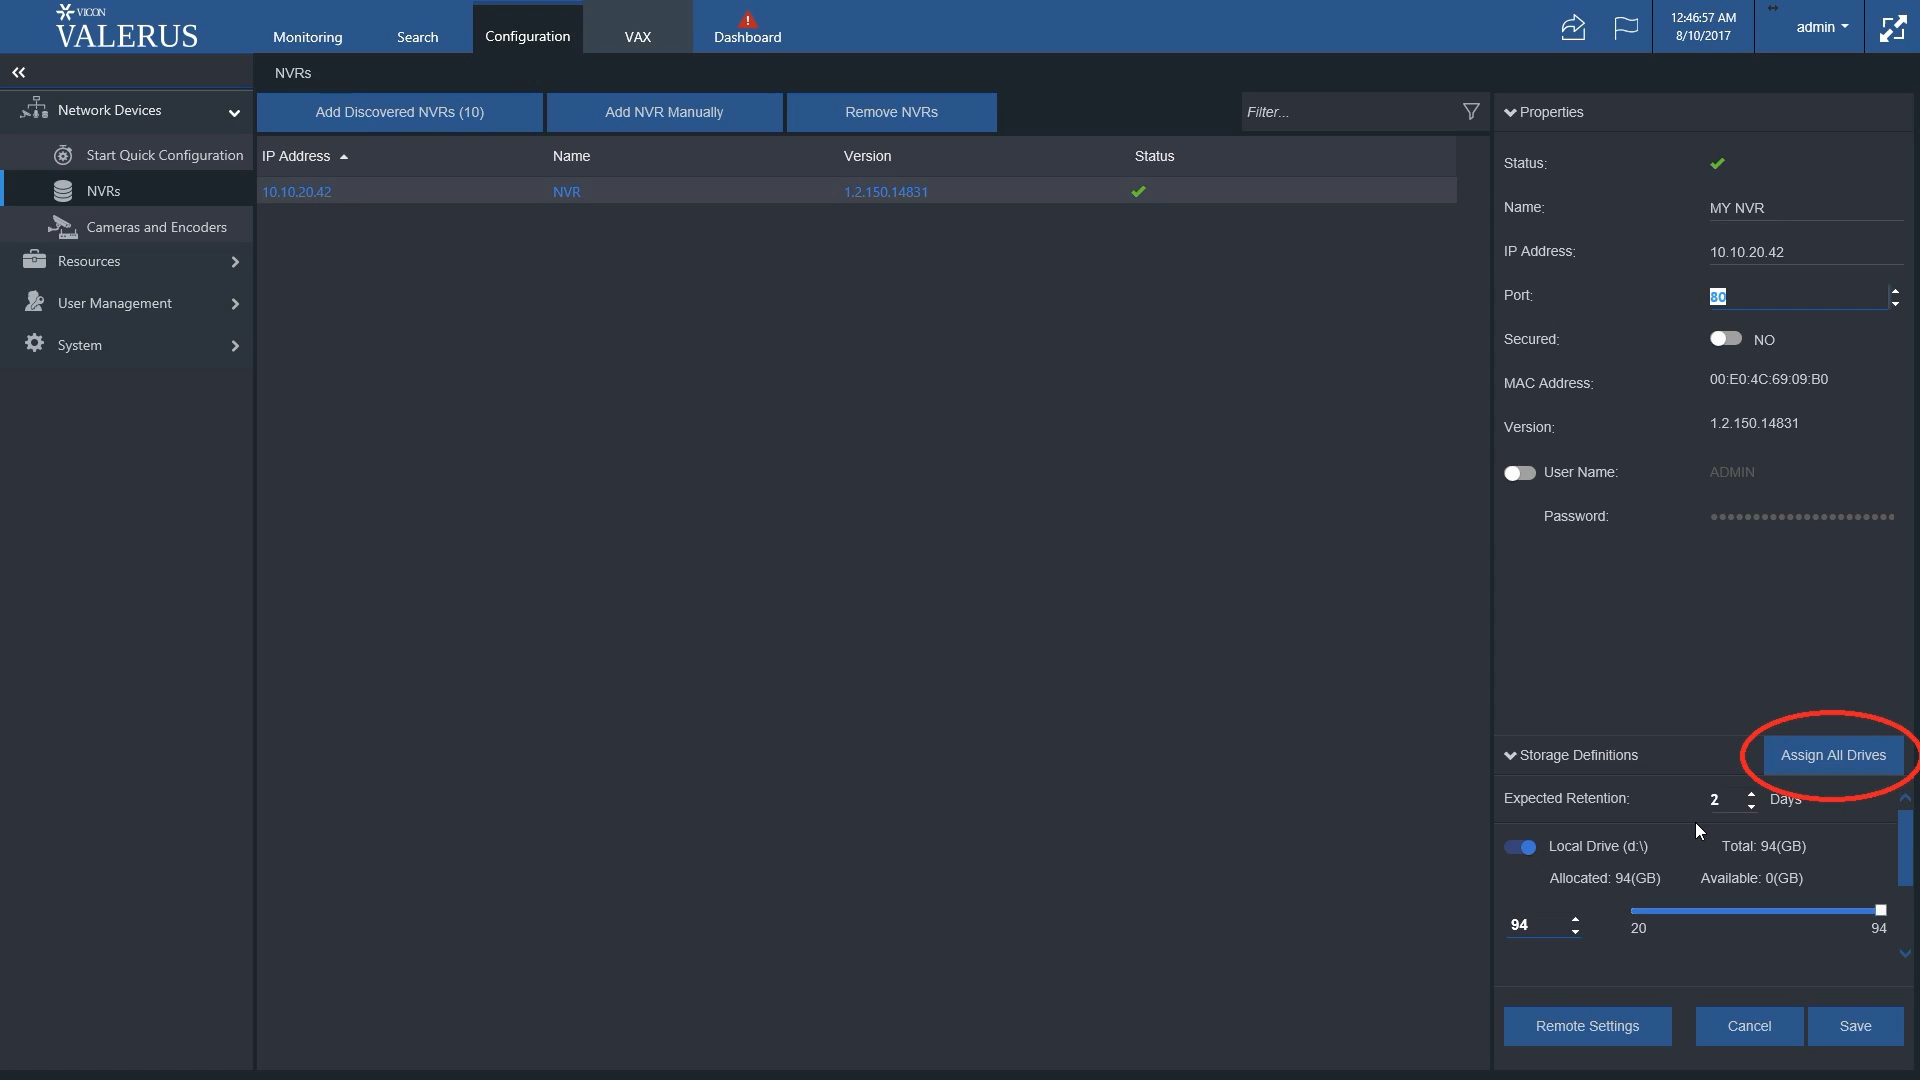 VICON
VALERUS
Monitoring
Search
Configuration
VAX
Dashboard
12:46:57 AM
8/10/2017
admin
NVRs
Network Devices
Start Quick Configuration
NVRs
Cameras and Encoders
Resources
User Management
System
Add Discovered NVRs (10)
Add NVR Manually
Remove NVRs
Filter...
IP Address
Name
Version
Status
10.10.20.42
NVR
1.2.150.14831
Properties
Status:
Name:
MY NVR
IP Address:
10.10.20.42
Port:
80
Secured:
NO
MAC Address:
00:E0:4C:69:09:B0
Version:
1.2.150.14831
User Name:
ADMIN
Password:
Storage Definitions
Assign All Drives
Expected Retention:
2
Days
Local Drive (d:\)
Total: 94(GB)
Allocated: 94(GB)
Available: 0(GB)
94
20
94
Remote Settings
Cancel
Save